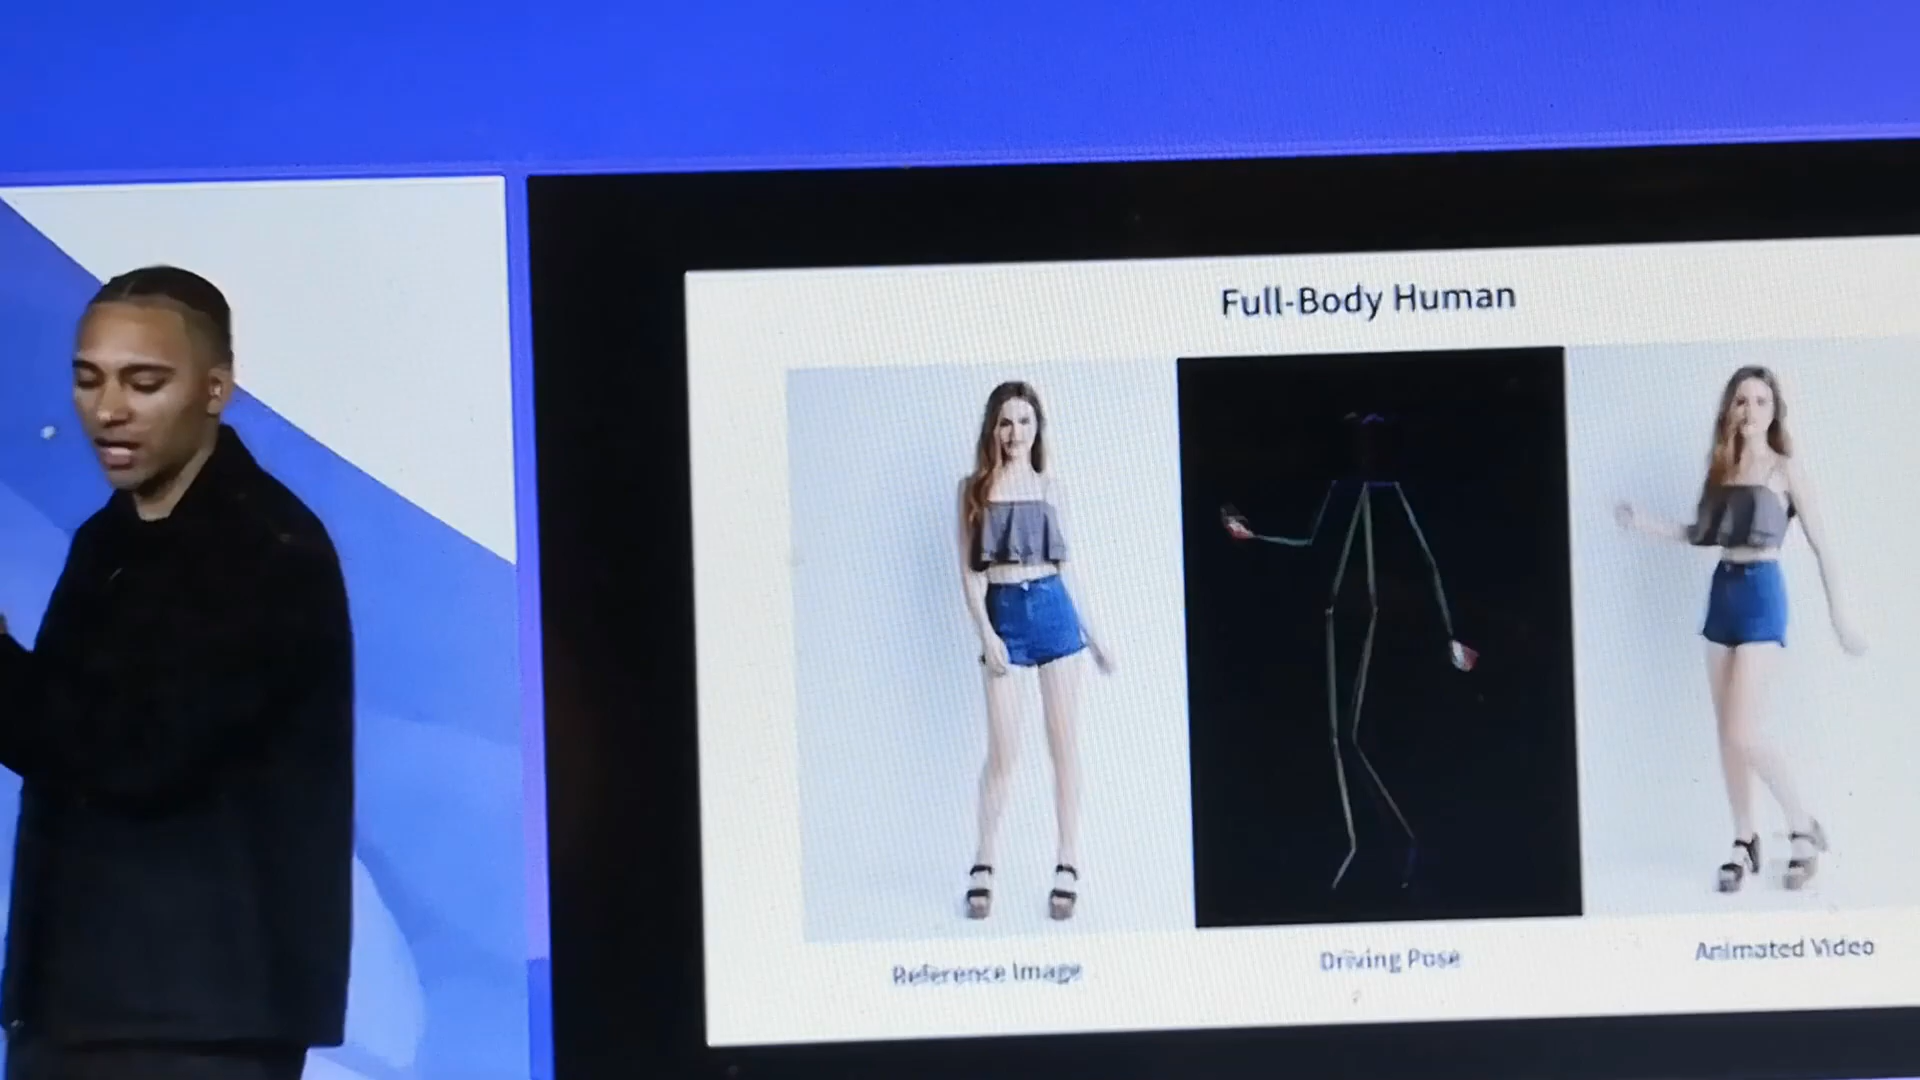 Full-Body Human
Reference Image
Driving Pose
Animated Video